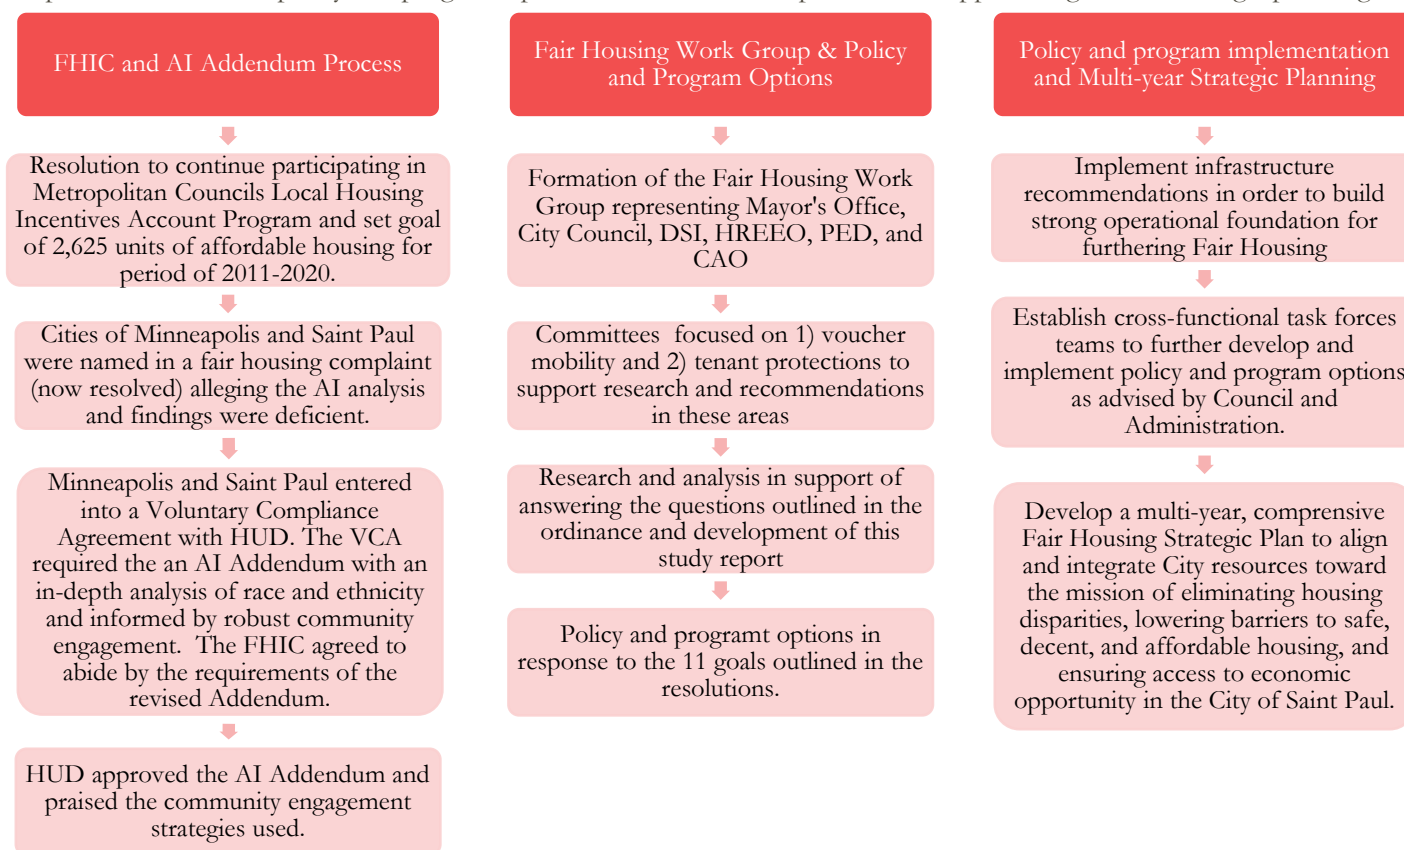 FHIC and AI Addendum Process
Resolution to continue participating in
Metropolitan Councils Local Housing
Incentives Account Program and set goal
of 2,625 units of affordable housing for
period of 2011-2020.
Cities of Minneapolis and Saint Paul
were named in a fair housing complaint
(now resolved) alleging the AI analysis
and findings were deficient.
Minneapolis and Saint Paul entered
into a Voluntary Compliance
Agreement with HUD. The VCA
required the an AI Addendum with an
in-depth analysis of race and ethnicity
and informed by robust community
engagement. The FHIC agreed to
abide by the requirements of the
revised Addendum.
HUD approved the AI Addendum and
praised the community engagement
strategies used.
Fair Housing Work Group & Policy
and Program Options
Formation of the Fair Housing Work
Group representing Mayor's Office,
City Council, DSI, HREEO, PED, and
CAO
Committees focused on 1) voucher
mobility and 2) tenant protections to
support research and recommendations
in these areas
Research and analysis in support of
answering the questions outlined in the
ordinance and development of this
study report
Policy and programt options in
response to the 11 goals outlined in the
resolutions.
Policy and program implementation
and Multi-year Strategic Planning
Implement infrastructure
recommendations in order to build
strong operational foundation for
furthering Fair Housing
Establish cross-functional task forces
teams to further develop and
implement policy and program options
as advised by Council and
Administration.
Develop a multi-year, comprensive
Fair Housing Strategic Plan to align
and integrate City resources toward
the mission of eliminating housing
disparities, lowering barriers to safe,
decent, and affordable housing, and
ensuring access to economic
opportunity in the City of Saint Paul.